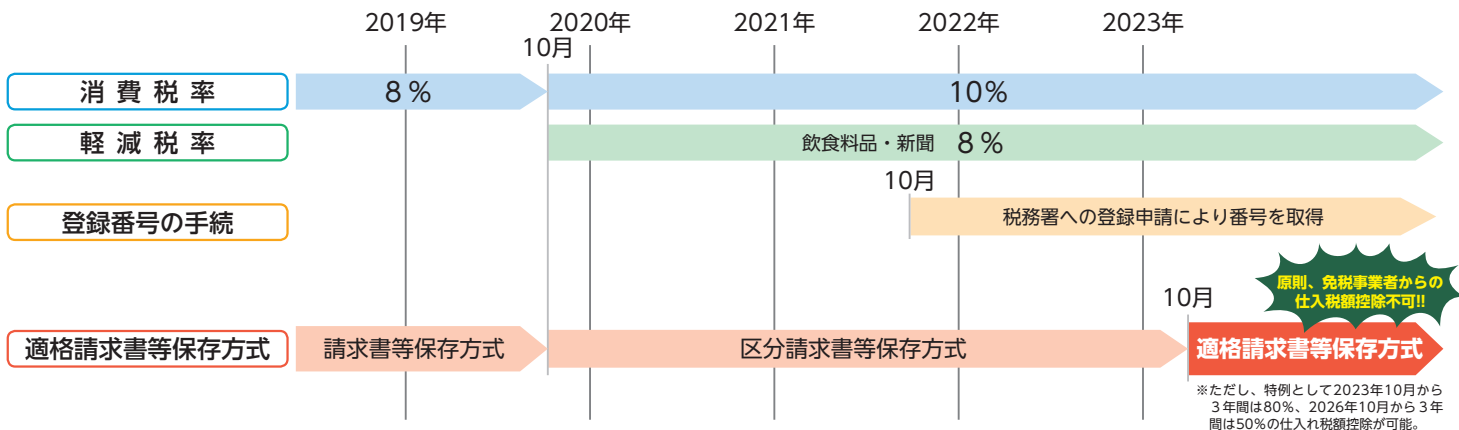 2019年
2020年
2021年
2022年
2023年
10月
消費税率
8%
10%
軽減税率
飲食料品・新聞 8%
10月
登録番号の手続
税務署への登録申請により番号を取得
原則、免税事業者からの
仕入税額控除不可!!
10月
適格請求書等保存方式
請求書等保存方式
区分請求書等保存方式
適格請求書等保存方式
※ただし、特例として2023年10月から
3年間は80%、2026年10月から3年
間は50%の仕入れ税額控除が可能。